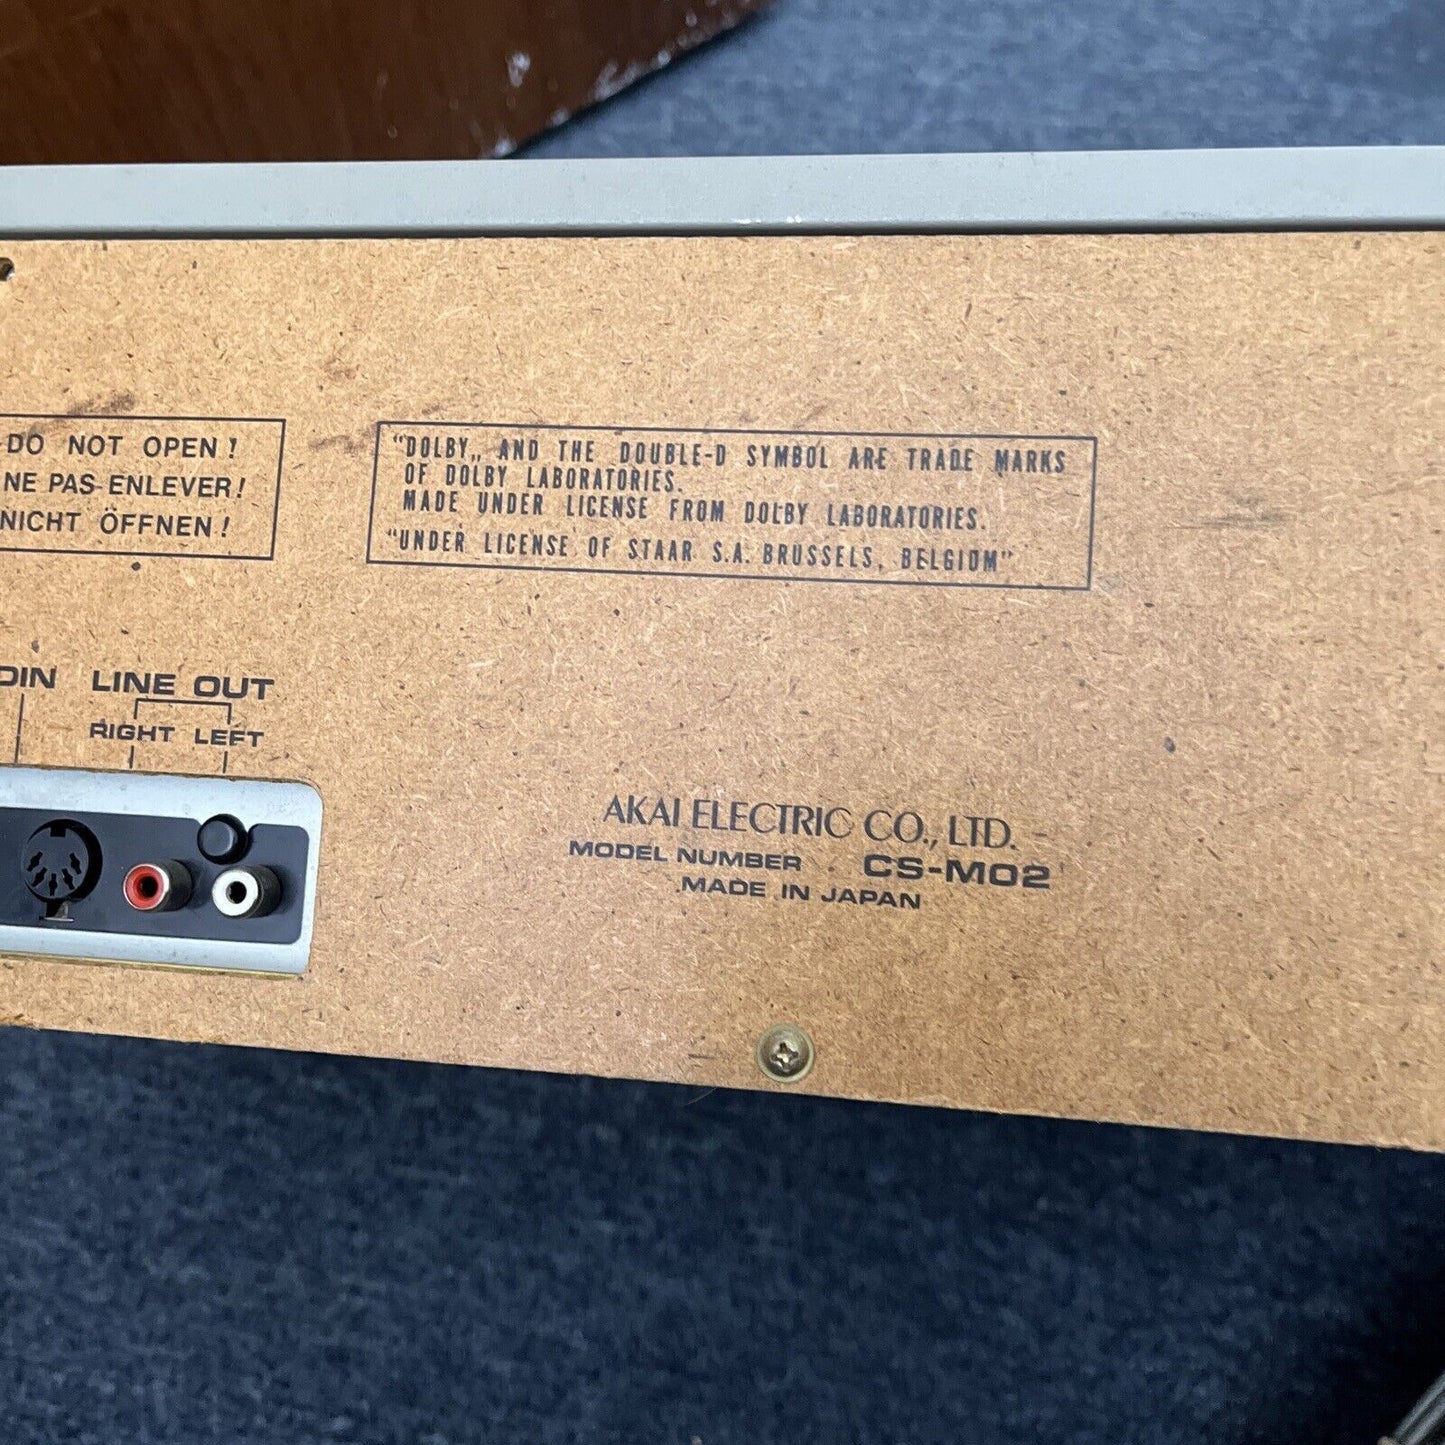 DO NOT OPEN!
NE PAS ENLEVER!
NICHT ÖFFNEN!
"DOLBY„ AND THE DOUBLE-D SYMBOL ARE TRADE MARKS
OF DOLBY LABORATORIES.
MADE UNDER LICENSE FROM DOLBY LABORATORIES.
"UNDER LICENSE OF STAAR S.A. BRUSSELS, BELGIUM"
DIN LINE OUT
RIGHT LEFT
AKAI ELECTRIC CO., LTD.
MODEL NUMBER CS-M02
MADE IN JAPAN